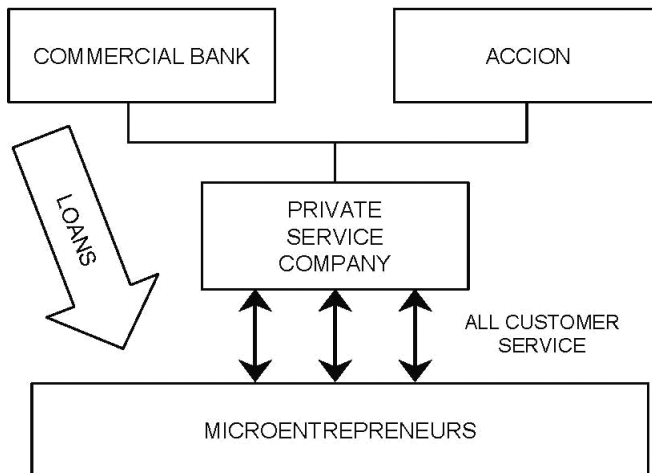 COMMERCIAL BANK
ACCION
LOANS
PRIVATE
SERVICE
COMPANY
ALL CUSTOMER
SERVICE
MICROENTREPRENEURS